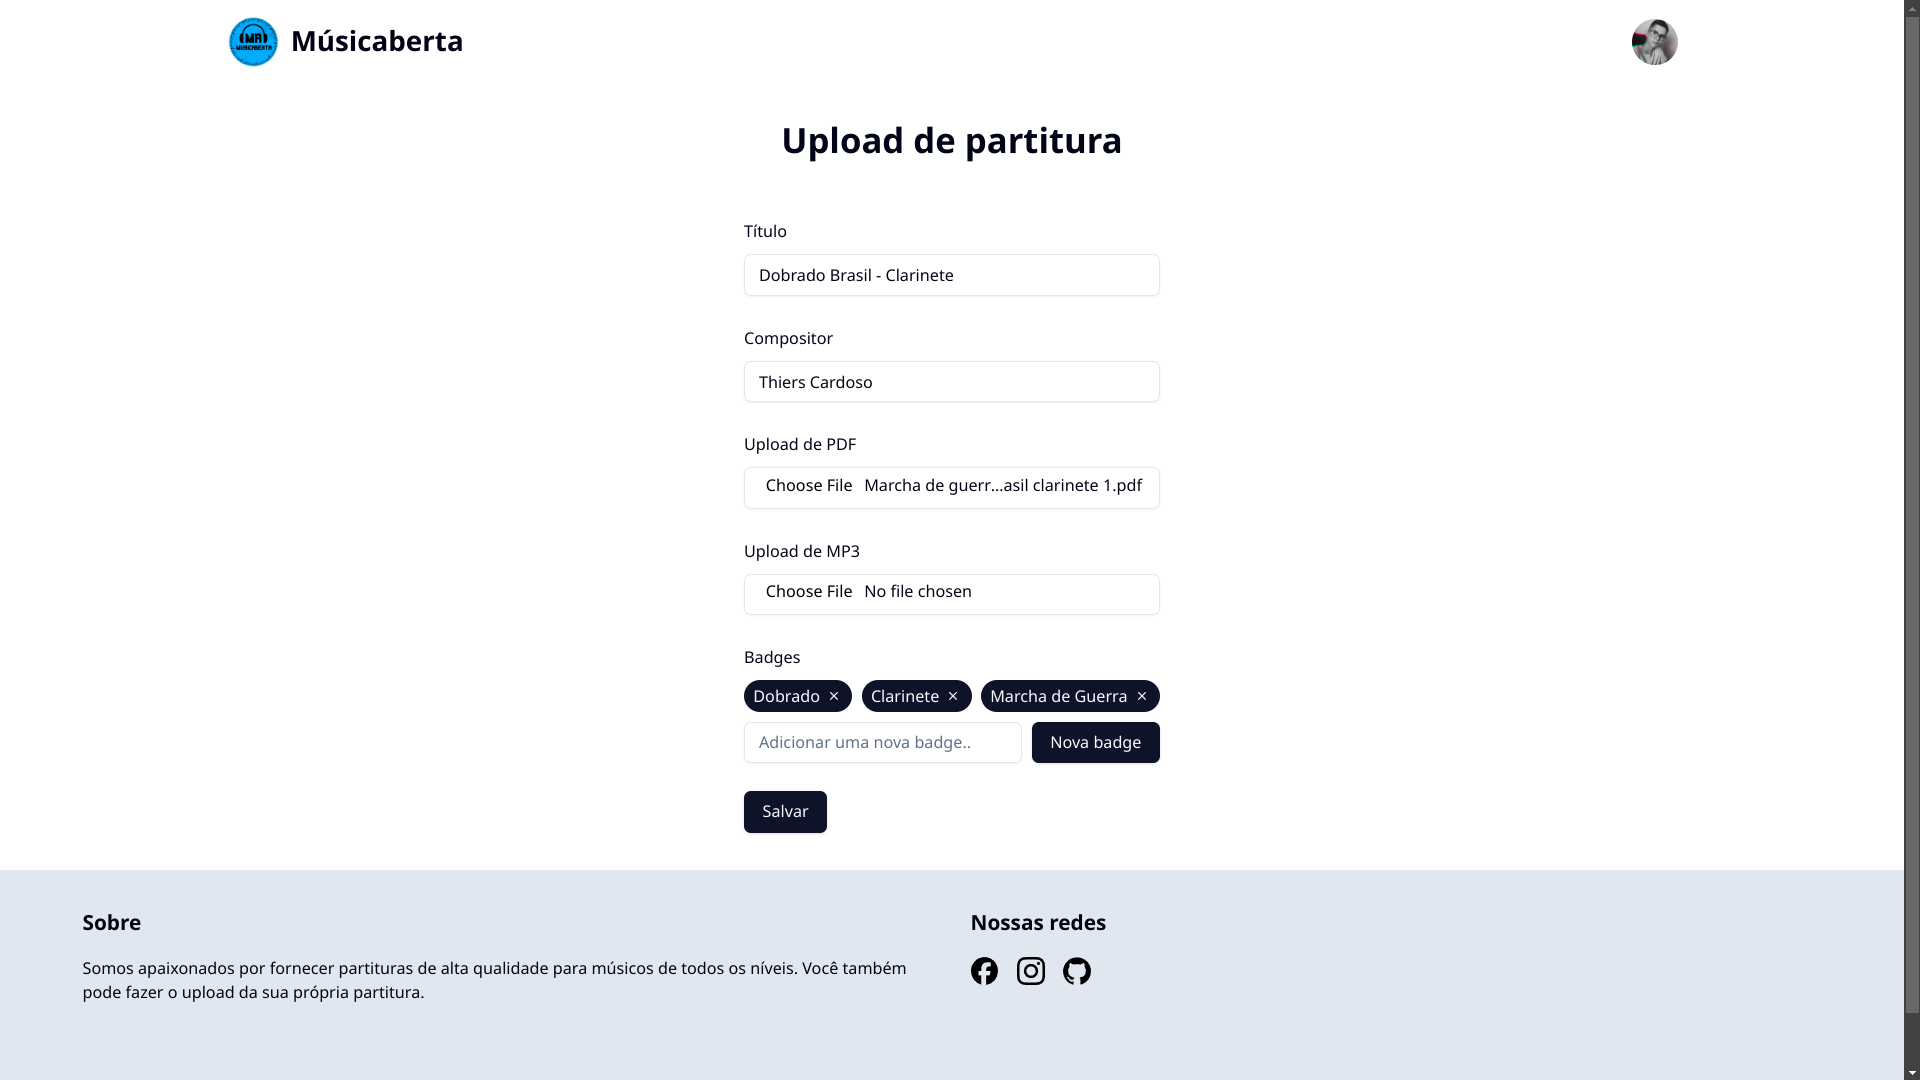 MA
MUSICABERTA
Músicaberta
Upload de partitura
Título
Dobrado Brasil - Clarinete
Compositor
Thiers Cardoso
Upload de PDF
Choose File Marcha de guerr...asil clarinete 1.pdf
Upload de MP3
Choose File No file chosen
Badges
Dobrado × Clarinete × Marcha de Guerra ×
Adicionar uma nova badge.. Nova badge
Salvar
Sobre
Somos apaixonados por fornecer partituras de alta qualidade para músicos de todos os níveis. Você também
pode fazer o upload da sua própria partitura.
Nossas redes